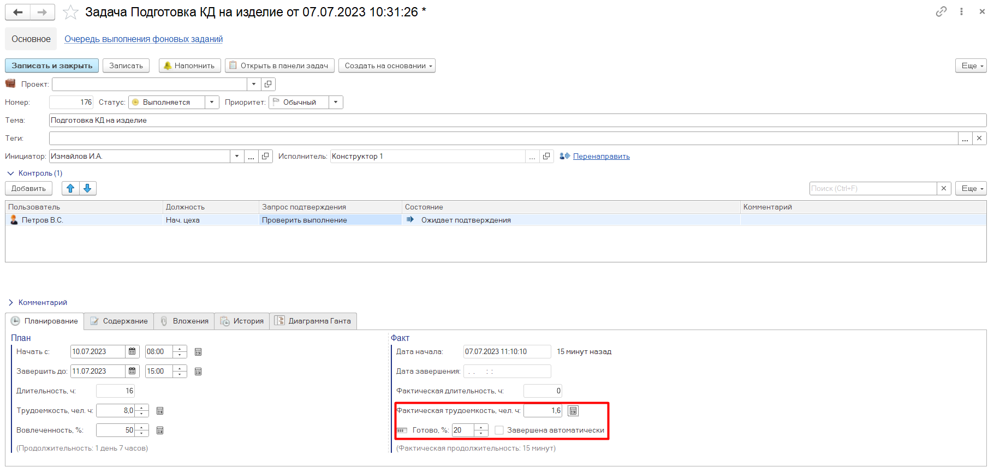 Задача Подготовка КД на изделие от 07.07.2023 10:31:26 *
Основное Очередь выполнения фоновых заданий
Записать и закрыть Записать Напомнить Открыть в панели задач Создать на основании Еще
Проект:
Номер: 176 Статус: Выполняется Приоритет: Обычный
Тема: Подготовка КД на изделие
Теги: ...
Инициатор: Измайлов И.А. ... Исполнитель: Конструктор 1 ... Перенаправить
Контроль (1)
Добавить Поиск (Ctrl+F) Еще
Пользователь Должность Запрос подтверждения Состояние Комментарий
Петров В.С. Нач. цеха Проверить выполнение Ожидает подтверждения
Комментарий
Планирование Содержание Вложения История Диаграмма Ганта
План Факт
Начать с: 10.07.2023 08:00 Дата начала: 07.07.2023 11:10:10 15 минут назад
Завершить до: 11.07.2023 15:00 Дата завершения: . . : :
Длительность, ч: 16 Фактическая длительность, ч: 0
Трудоемкость, чел. ч: 8,0 Фактическая трудоемкость, чел. ч: 1,6
Вовлеченность, %: 50 Готово, %: 20 Завершена автоматически
(Продолжительность: 1 день 7 часов) (Фактическая продолжительность: 15 минут)